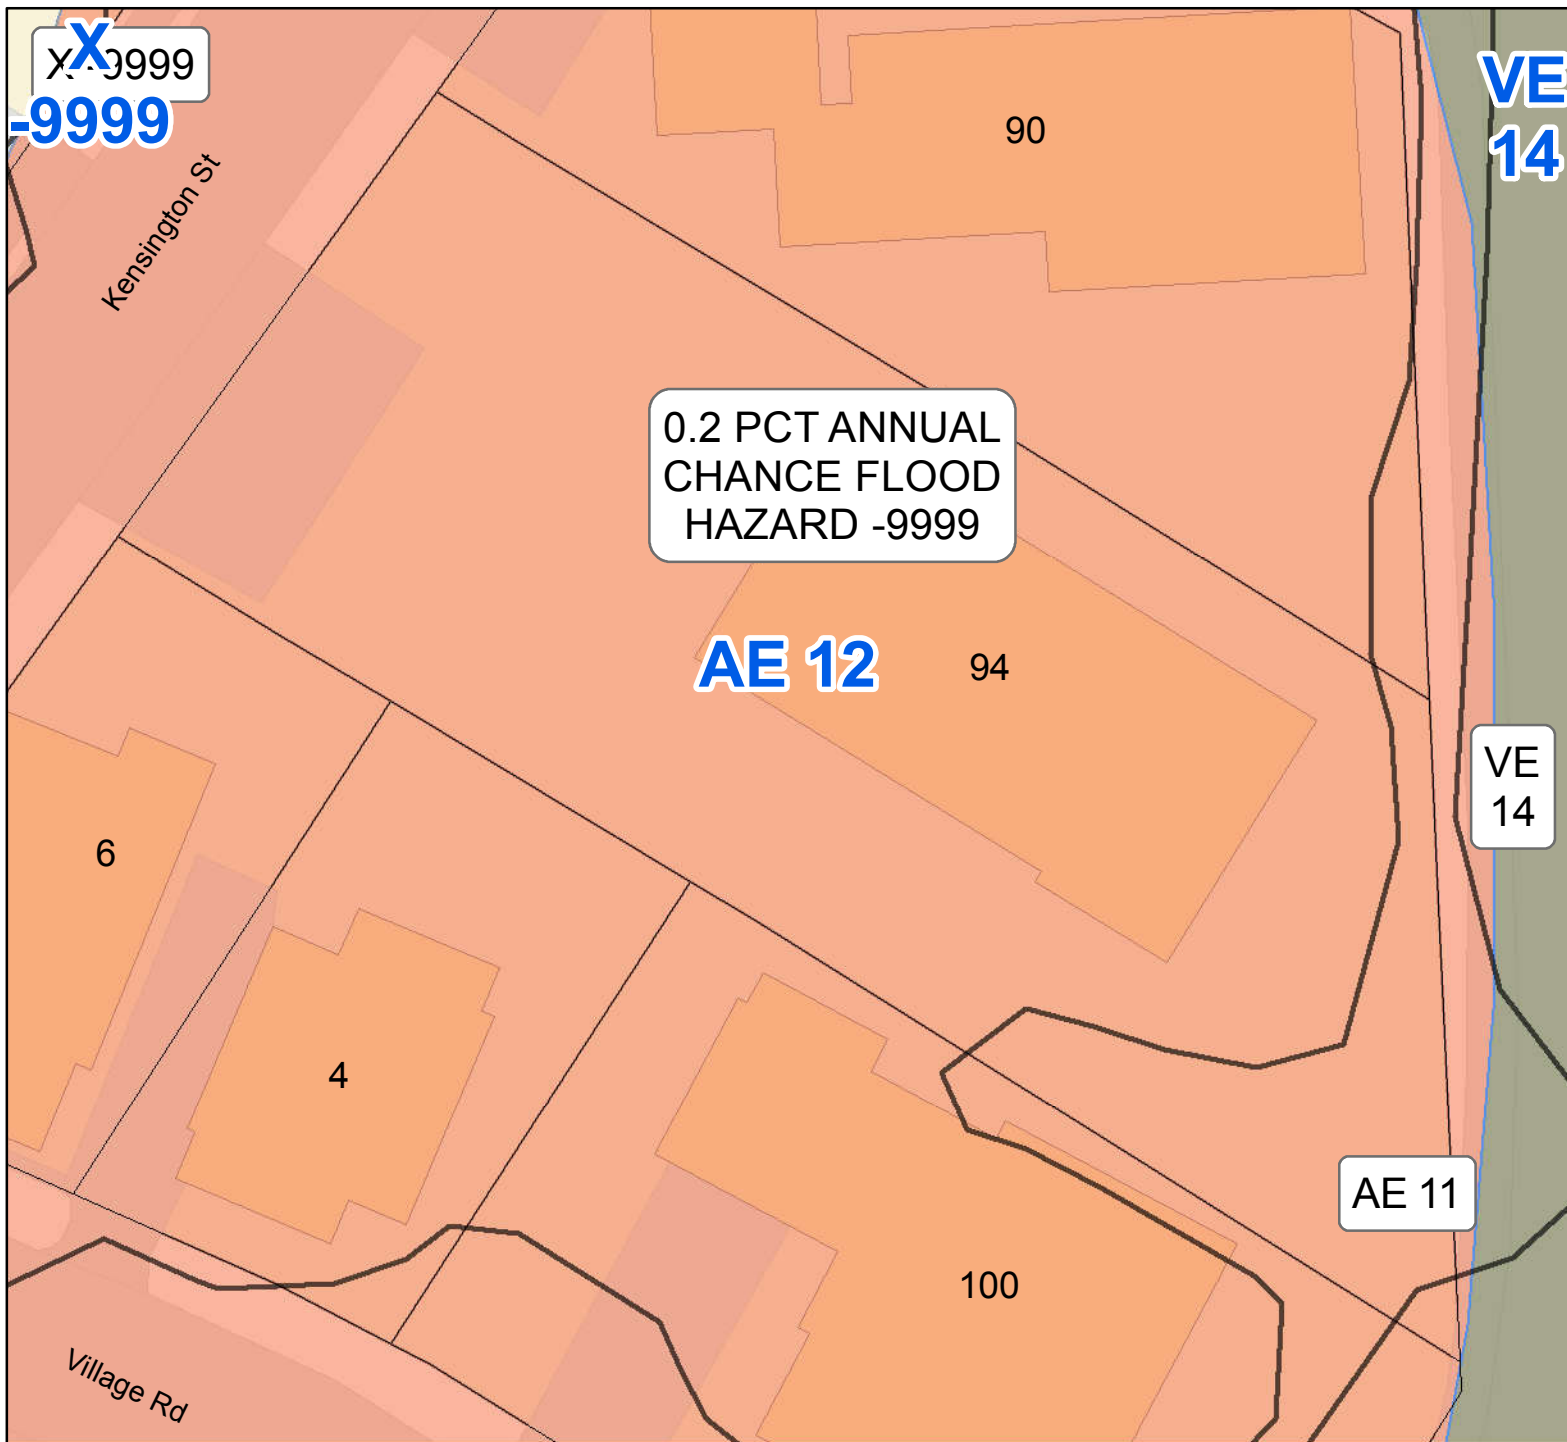 X -9999
X
-9999
VE
14
90
Kensington St
0.2 PCT ANNUAL
CHANCE FLOOD
HAZARD -9999
AE 12
94
VE
14
6
4
AE 11
100
Village Rd